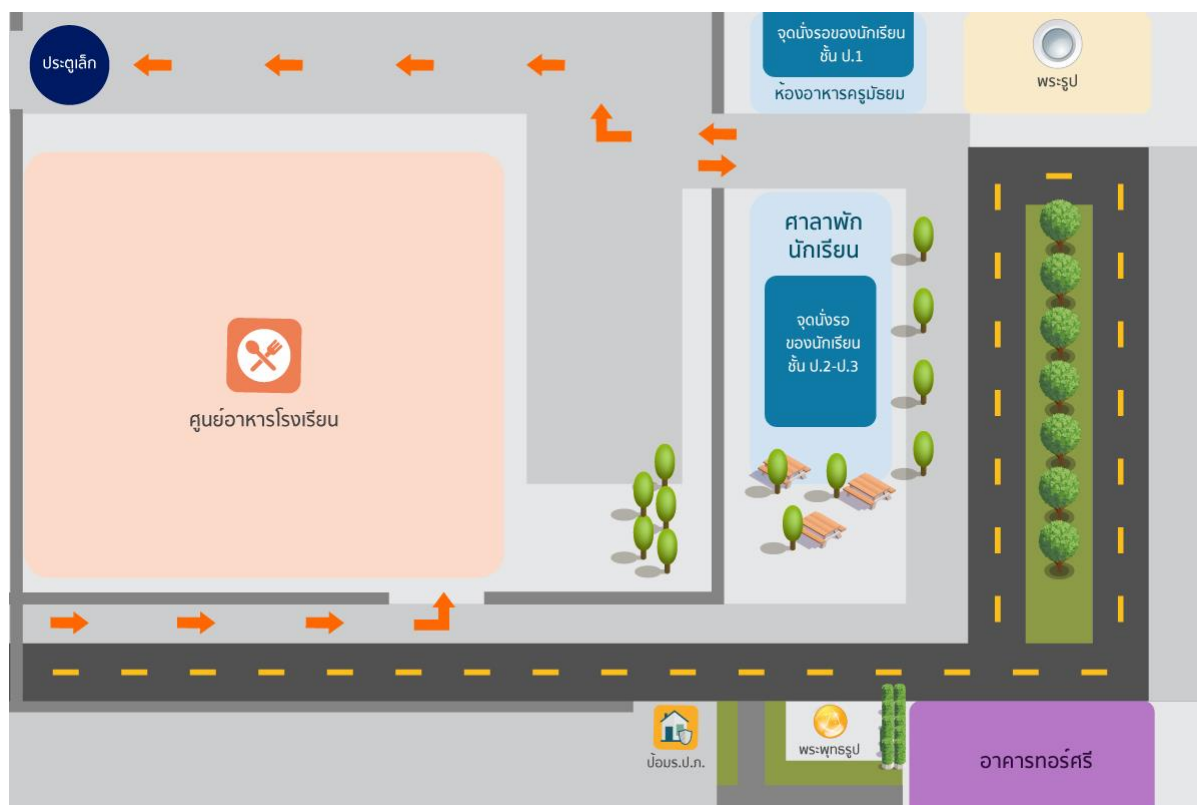 ประตูเล็ก
จุดนั่งรอของนักเรียน
ชั้น ป.1
ห้องอาหารครูมัธยม
พระรูป
ศาลาพัก
นักเรียน
จุดนั่งรอ
ของนักเรียน
ชั้น ป.2-ป.3
ศูนย์อาหารโรงเรียน
ป้อมร.ป.ภ.
พระพุทธรูป
อาคารทอร์ศรี